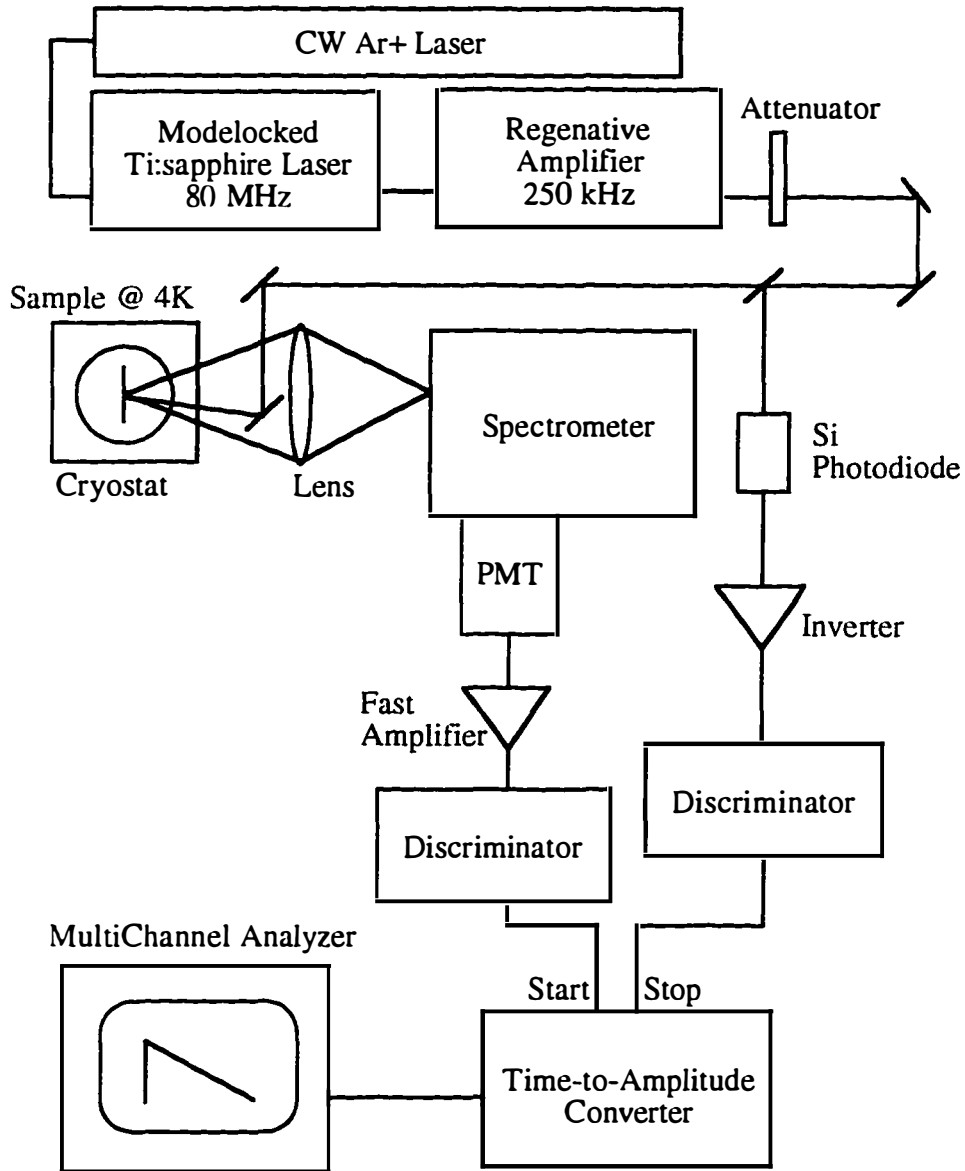 CW Ar+ Laser
Modelocked
Ti:sapphire Laser
80 MHz
Regenative
Amplifier
250 kHz
Attenuator
Sample @ 4K
Cryostat
Lens
Spectrometer
Si
Photodiode
PMT
Inverter
Fast
Amplifier
Discriminator
Discriminator
MultiChannel Analyzer
Start
Stop
Time-to-Amplitude
Converter